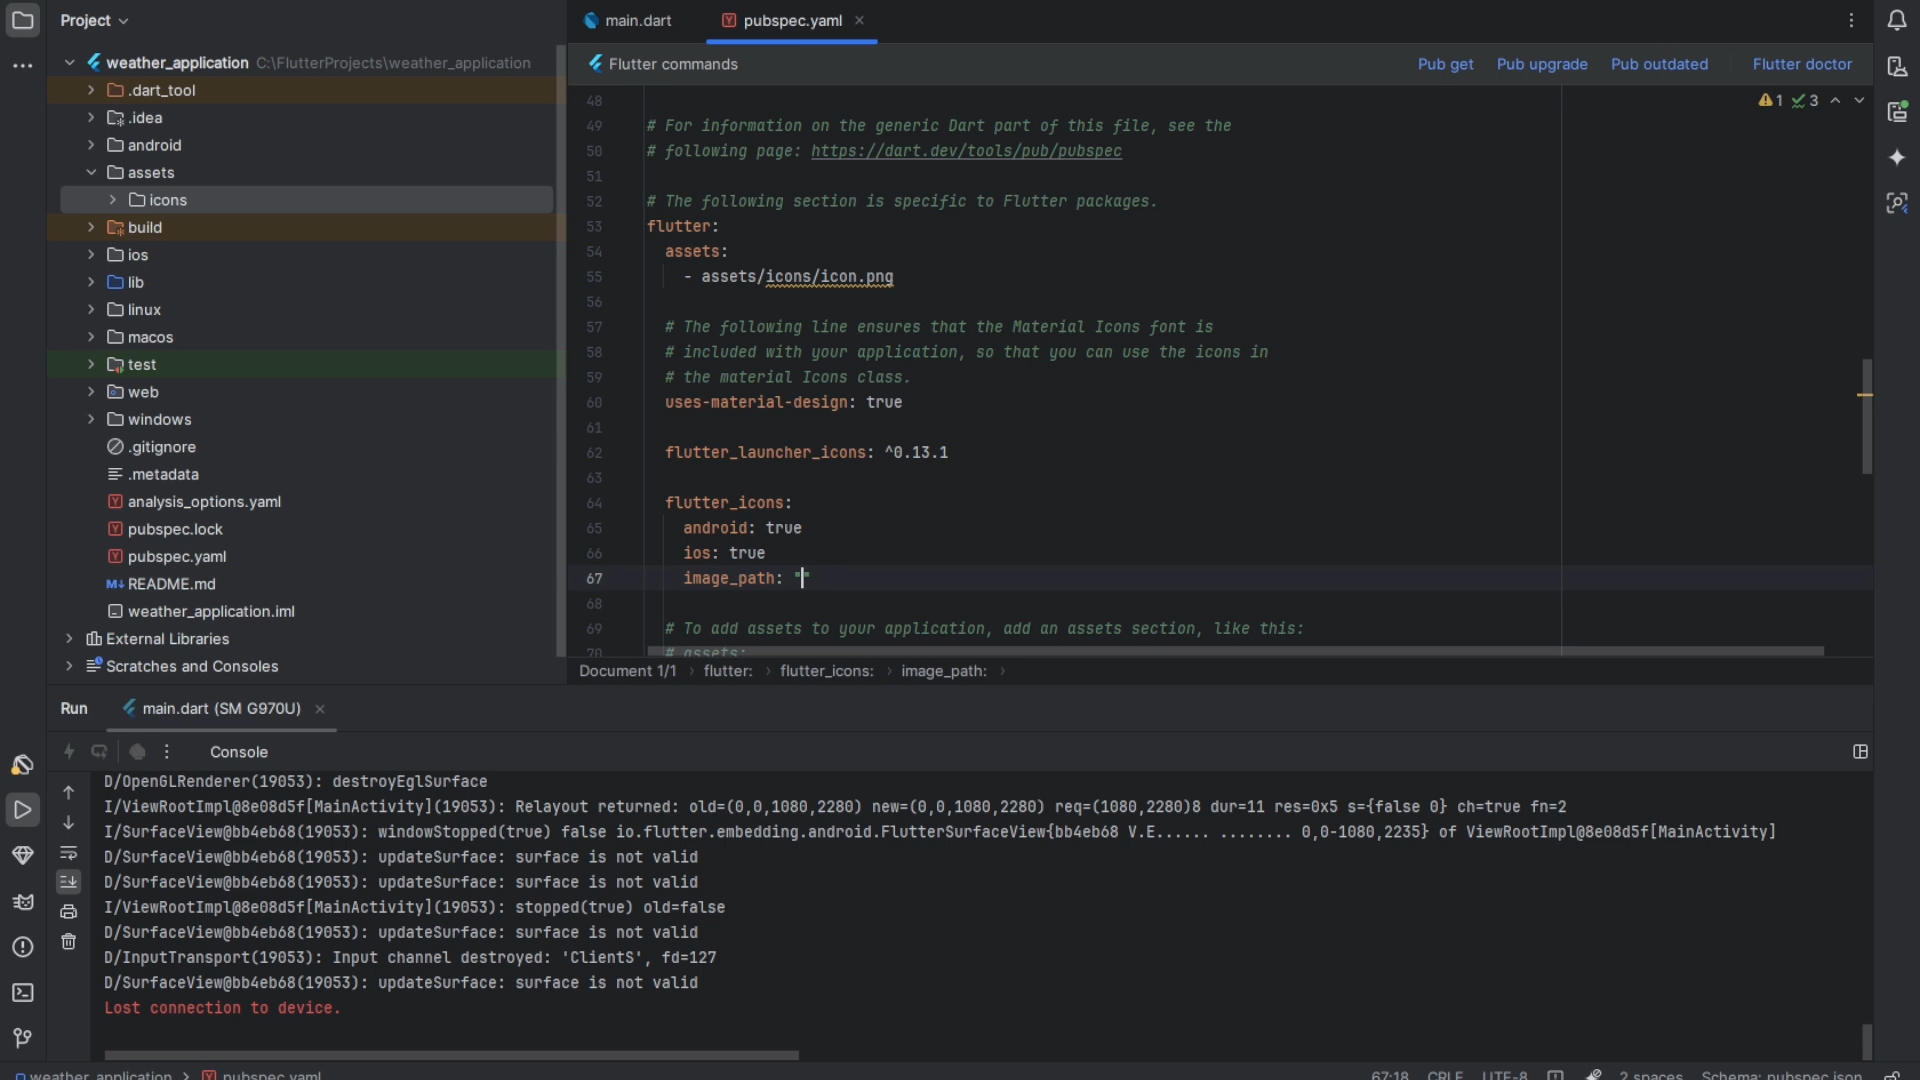 Project
weather_application C:\FlutterProjects\weather_application
.dart_tool
.idea
android
assets
icons
build
ios
lib
linux
macos
test
web
windows
.gitignore
.metadata
analysis_options.yaml
pubspec.lock
pubspec.yaml
README.md
weather_application.iml
External Libraries
Scratches and Consoles
main.dart
pubspec.yaml
Flutter commands
Pub get
Pub upgrade
Pub outdated
Flutter doctor
1 3
48
49 # For information on the generic Dart part of this file, see the
50 # following page: https://dart.dev/tools/pub/pubspec
51
52 # The following section is specific to Flutter packages.
53 flutter:
54 assets:
55 - assets/icons/icon.png
56
57 # The following line ensures that the Material Icons font is
58 # included with your application, so that you can use the icons in
59 # the material Icons class.
60 uses-material-design: true
61
62 flutter_launcher_icons: ^0.13.1
63
64 flutter_icons:
65 android: true
66 ios: true
67 image_path: ""
68
69 # To add assets to your application, add an assets section, like this:
70 # assets:
Document 1/1 › flutter: › flutter_icons: › image_path: ›
Run
main.dart (SM G970U)
Console
D/OpenGLRenderer(19053): destroyEglSurface
I/ViewRootImpl@8e08d5f[MainActivity](19053): Relayout returned: old=(0,0,1080,2280) new=(0,0,1080,2280) req=(1080,2280)8 dur=11 res=0x5 s={false 0} ch=true fn=2
I/SurfaceView@bb4eb68(19053): windowStopped(true) false io.flutter.embedding.android.FlutterSurfaceView{bb4eb68 V.E...... ........ 0,0-1080,2235} of ViewRootImpl@8e08d5f[MainActivity]
D/SurfaceView@bb4eb68(19053): updateSurface: surface is not valid
D/SurfaceView@bb4eb68(19053): updateSurface: surface is not valid
I/ViewRootImpl@8e08d5f[MainActivity](19053): stopped(true) old=false
D/SurfaceView@bb4eb68(19053): updateSurface: surface is not valid
D/InputTransport(19053): Input channel destroyed: 'ClientS', fd=127
D/SurfaceView@bb4eb68(19053): updateSurface: surface is not valid
Lost connection to device.
weather_application › pubspec.yaml
67:18 CRLF UTF-8 2 spaces Schema: pubspec.json